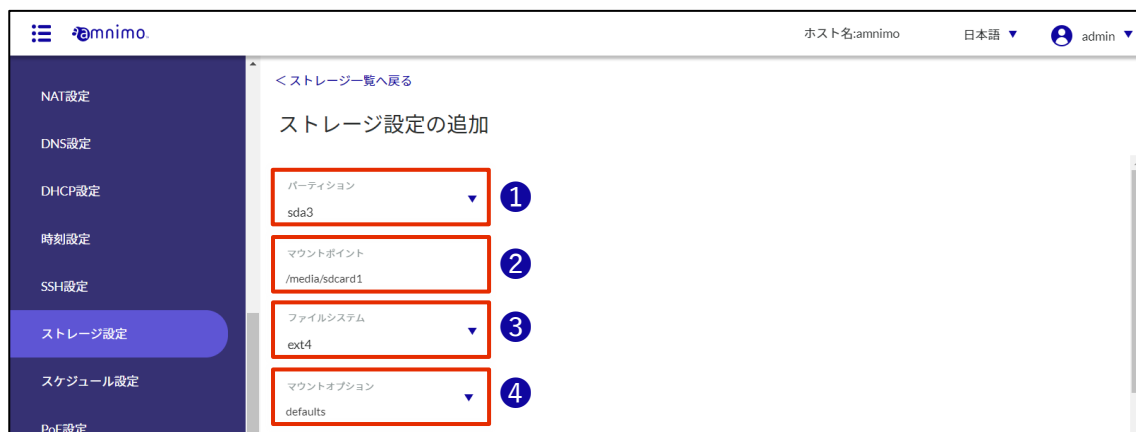 amnimo.
ホスト名:amnimo
日本語 ▼
admin ▼
NAT設定
DNS設定
DHCP設定
時刻設定
SSH設定
ストレージ設定
スケジュール設定
PoE設定
＜ストレージ一覧へ戻る
ストレージ設定の追加
パーティション
sda3
1
マウントポイント
/media/sdcard1
2
ファイルシステム
ext4
3
マウントオプション
defaults
4